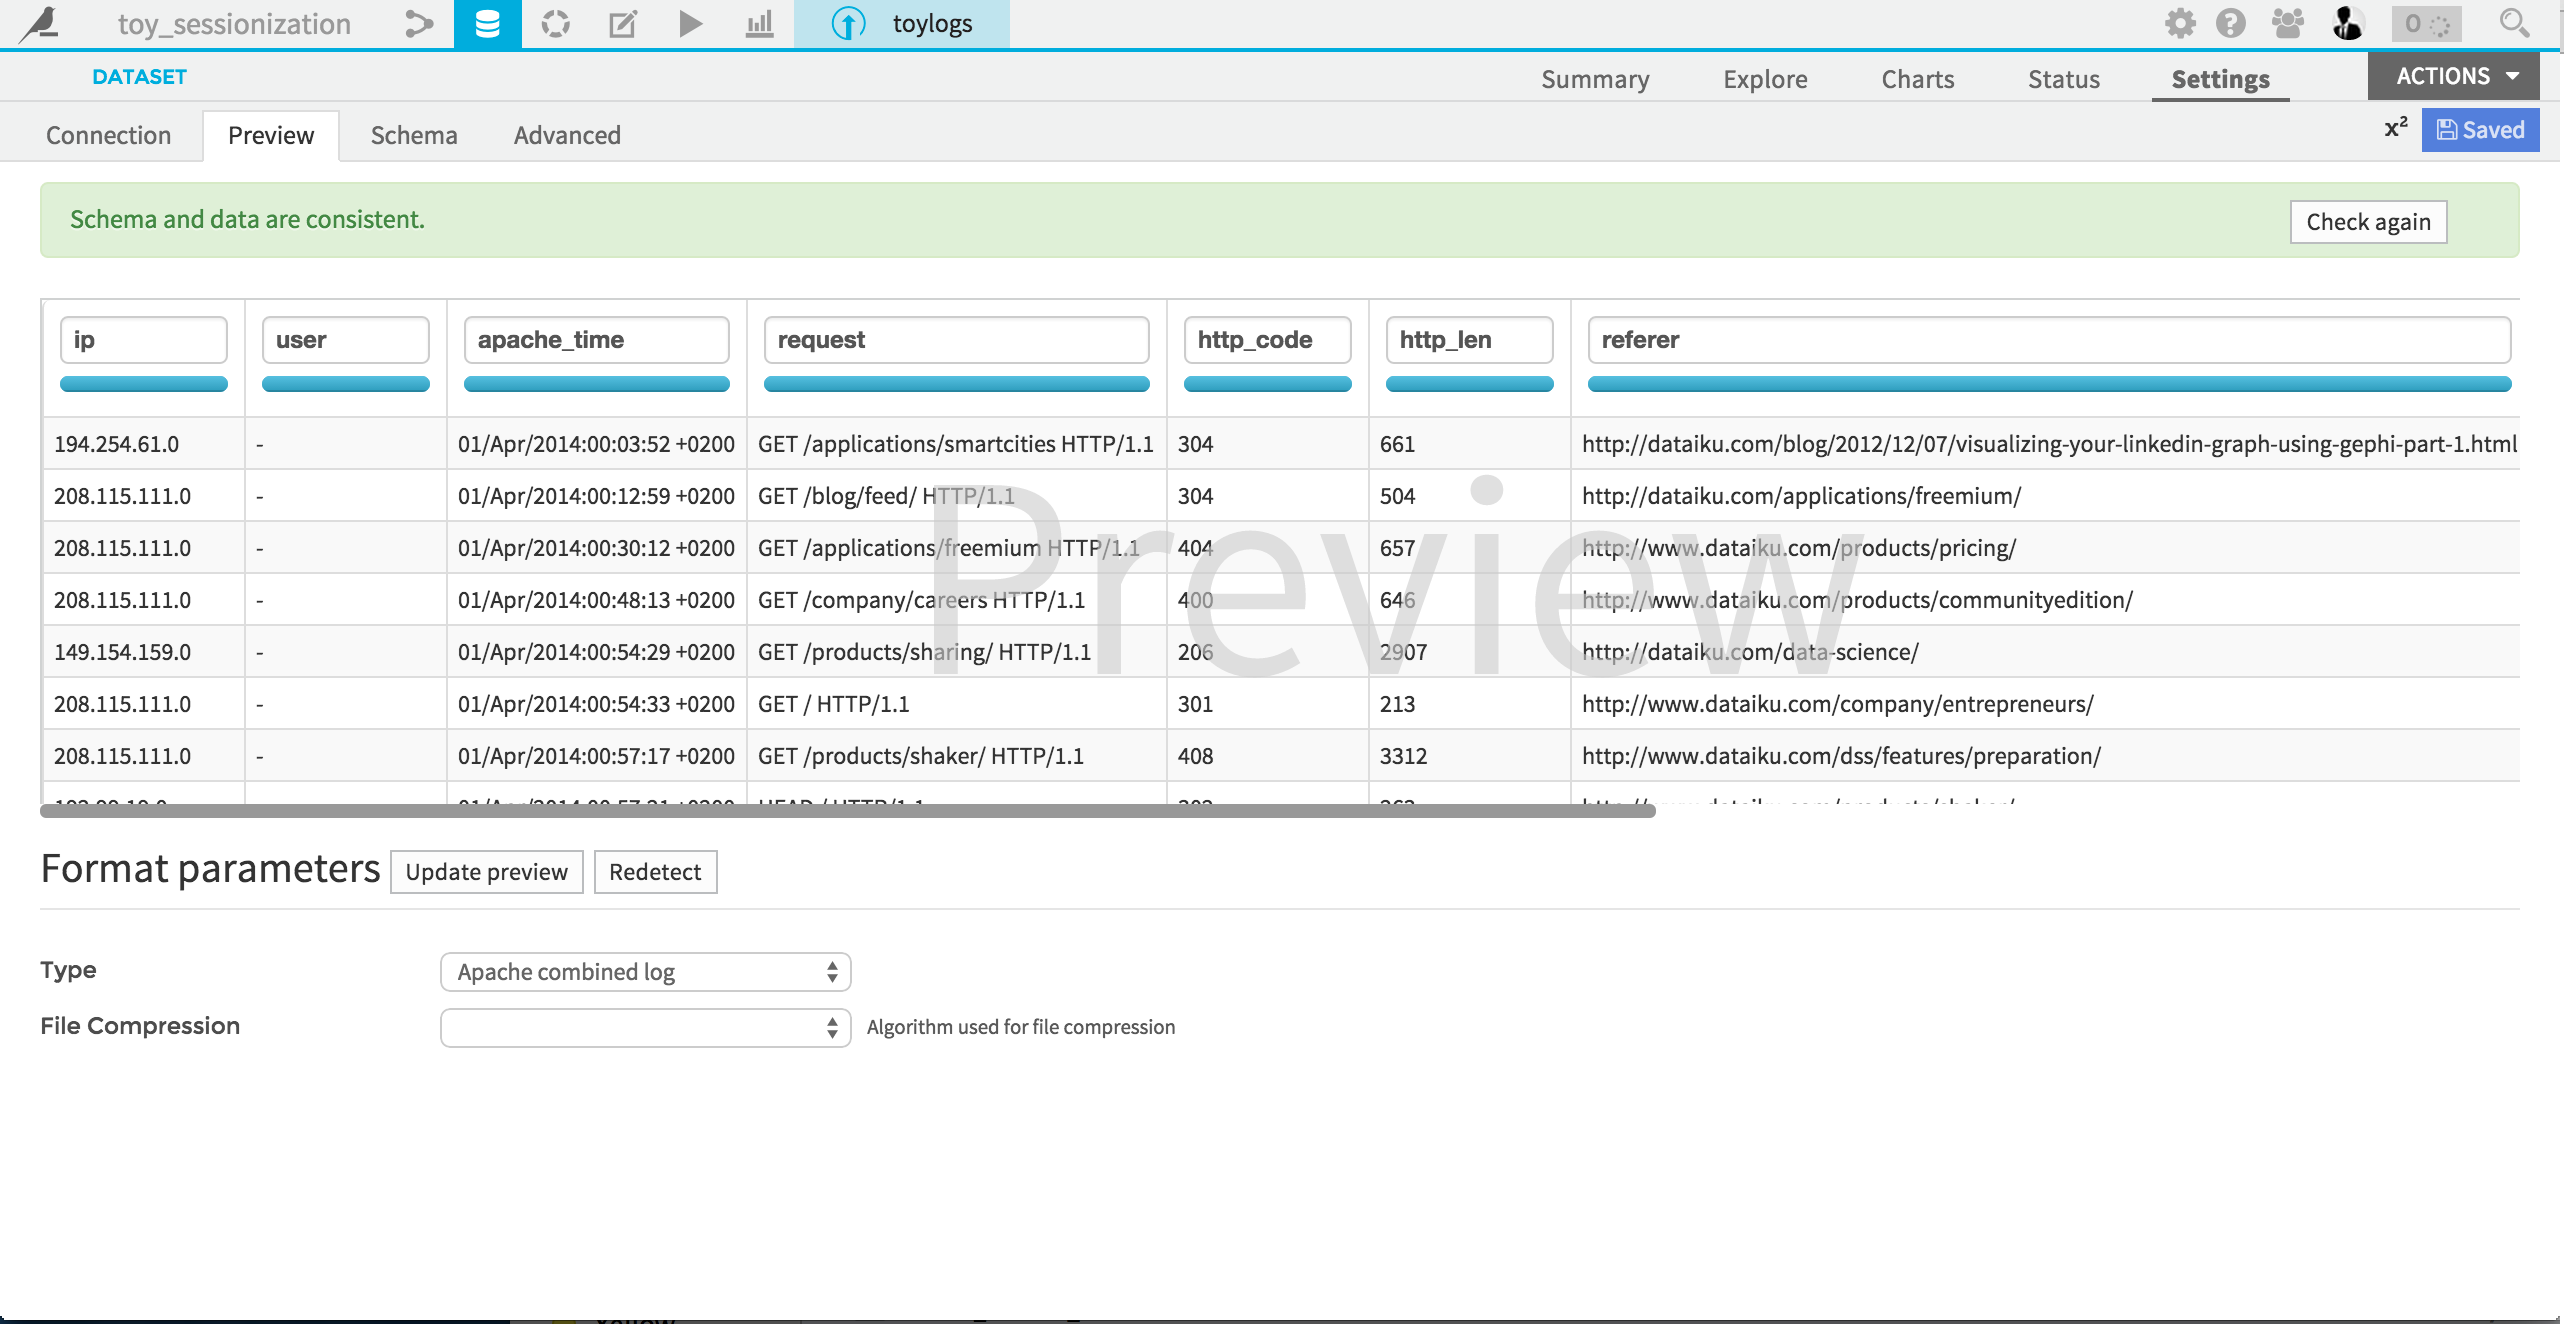 toy_sessionization toylogs 0
DATASET Summary Explore Charts Status Settings ACTIONS
Connection Preview Schema Advanced x² Saved
Schema and data are consistent. Check again
ip user apache_time request http_code http_len referer
194.254.61.0 - 01/Apr/2014:00:03:52 +0200 GET /applications/smartcities HTTP/1.1 304 661 http://dataiku.com/blog/2012/12/07/visualizing-your-linkedin-graph-using-gephi-part-1.html
208.115.111.0 - 01/Apr/2014:00:12:59 +0200 GET /blog/feed/ HTTP/1.1 304 504 http://dataiku.com/applications/freemium/
208.115.111.0 - 01/Apr/2014:00:30:12 +0200 GET /applications/freemium HTTP/1.1 404 657 http://www.dataiku.com/products/pricing/
Preview
208.115.111.0 - 01/Apr/2014:00:48:13 +0200 GET /company/careers HTTP/1.1 400 646 http://www.dataiku.com/products/communityedition/
149.154.159.0 - 01/Apr/2014:00:54:29 +0200 GET /products/sharing/ HTTP/1.1 206 2907 http://dataiku.com/data-science/
208.115.111.0 - 01/Apr/2014:00:54:33 +0200 GET / HTTP/1.1 301 213 http://www.dataiku.com/company/entrepreneurs/
208.115.111.0 - 01/Apr/2014:00:57:17 +0200 GET /products/shaker/ HTTP/1.1 408 3312 http://www.dataiku.com/dss/features/preparation/
Format parameters Update preview Redetect
Type Apache combined log
File Compression Algorithm used for file compression